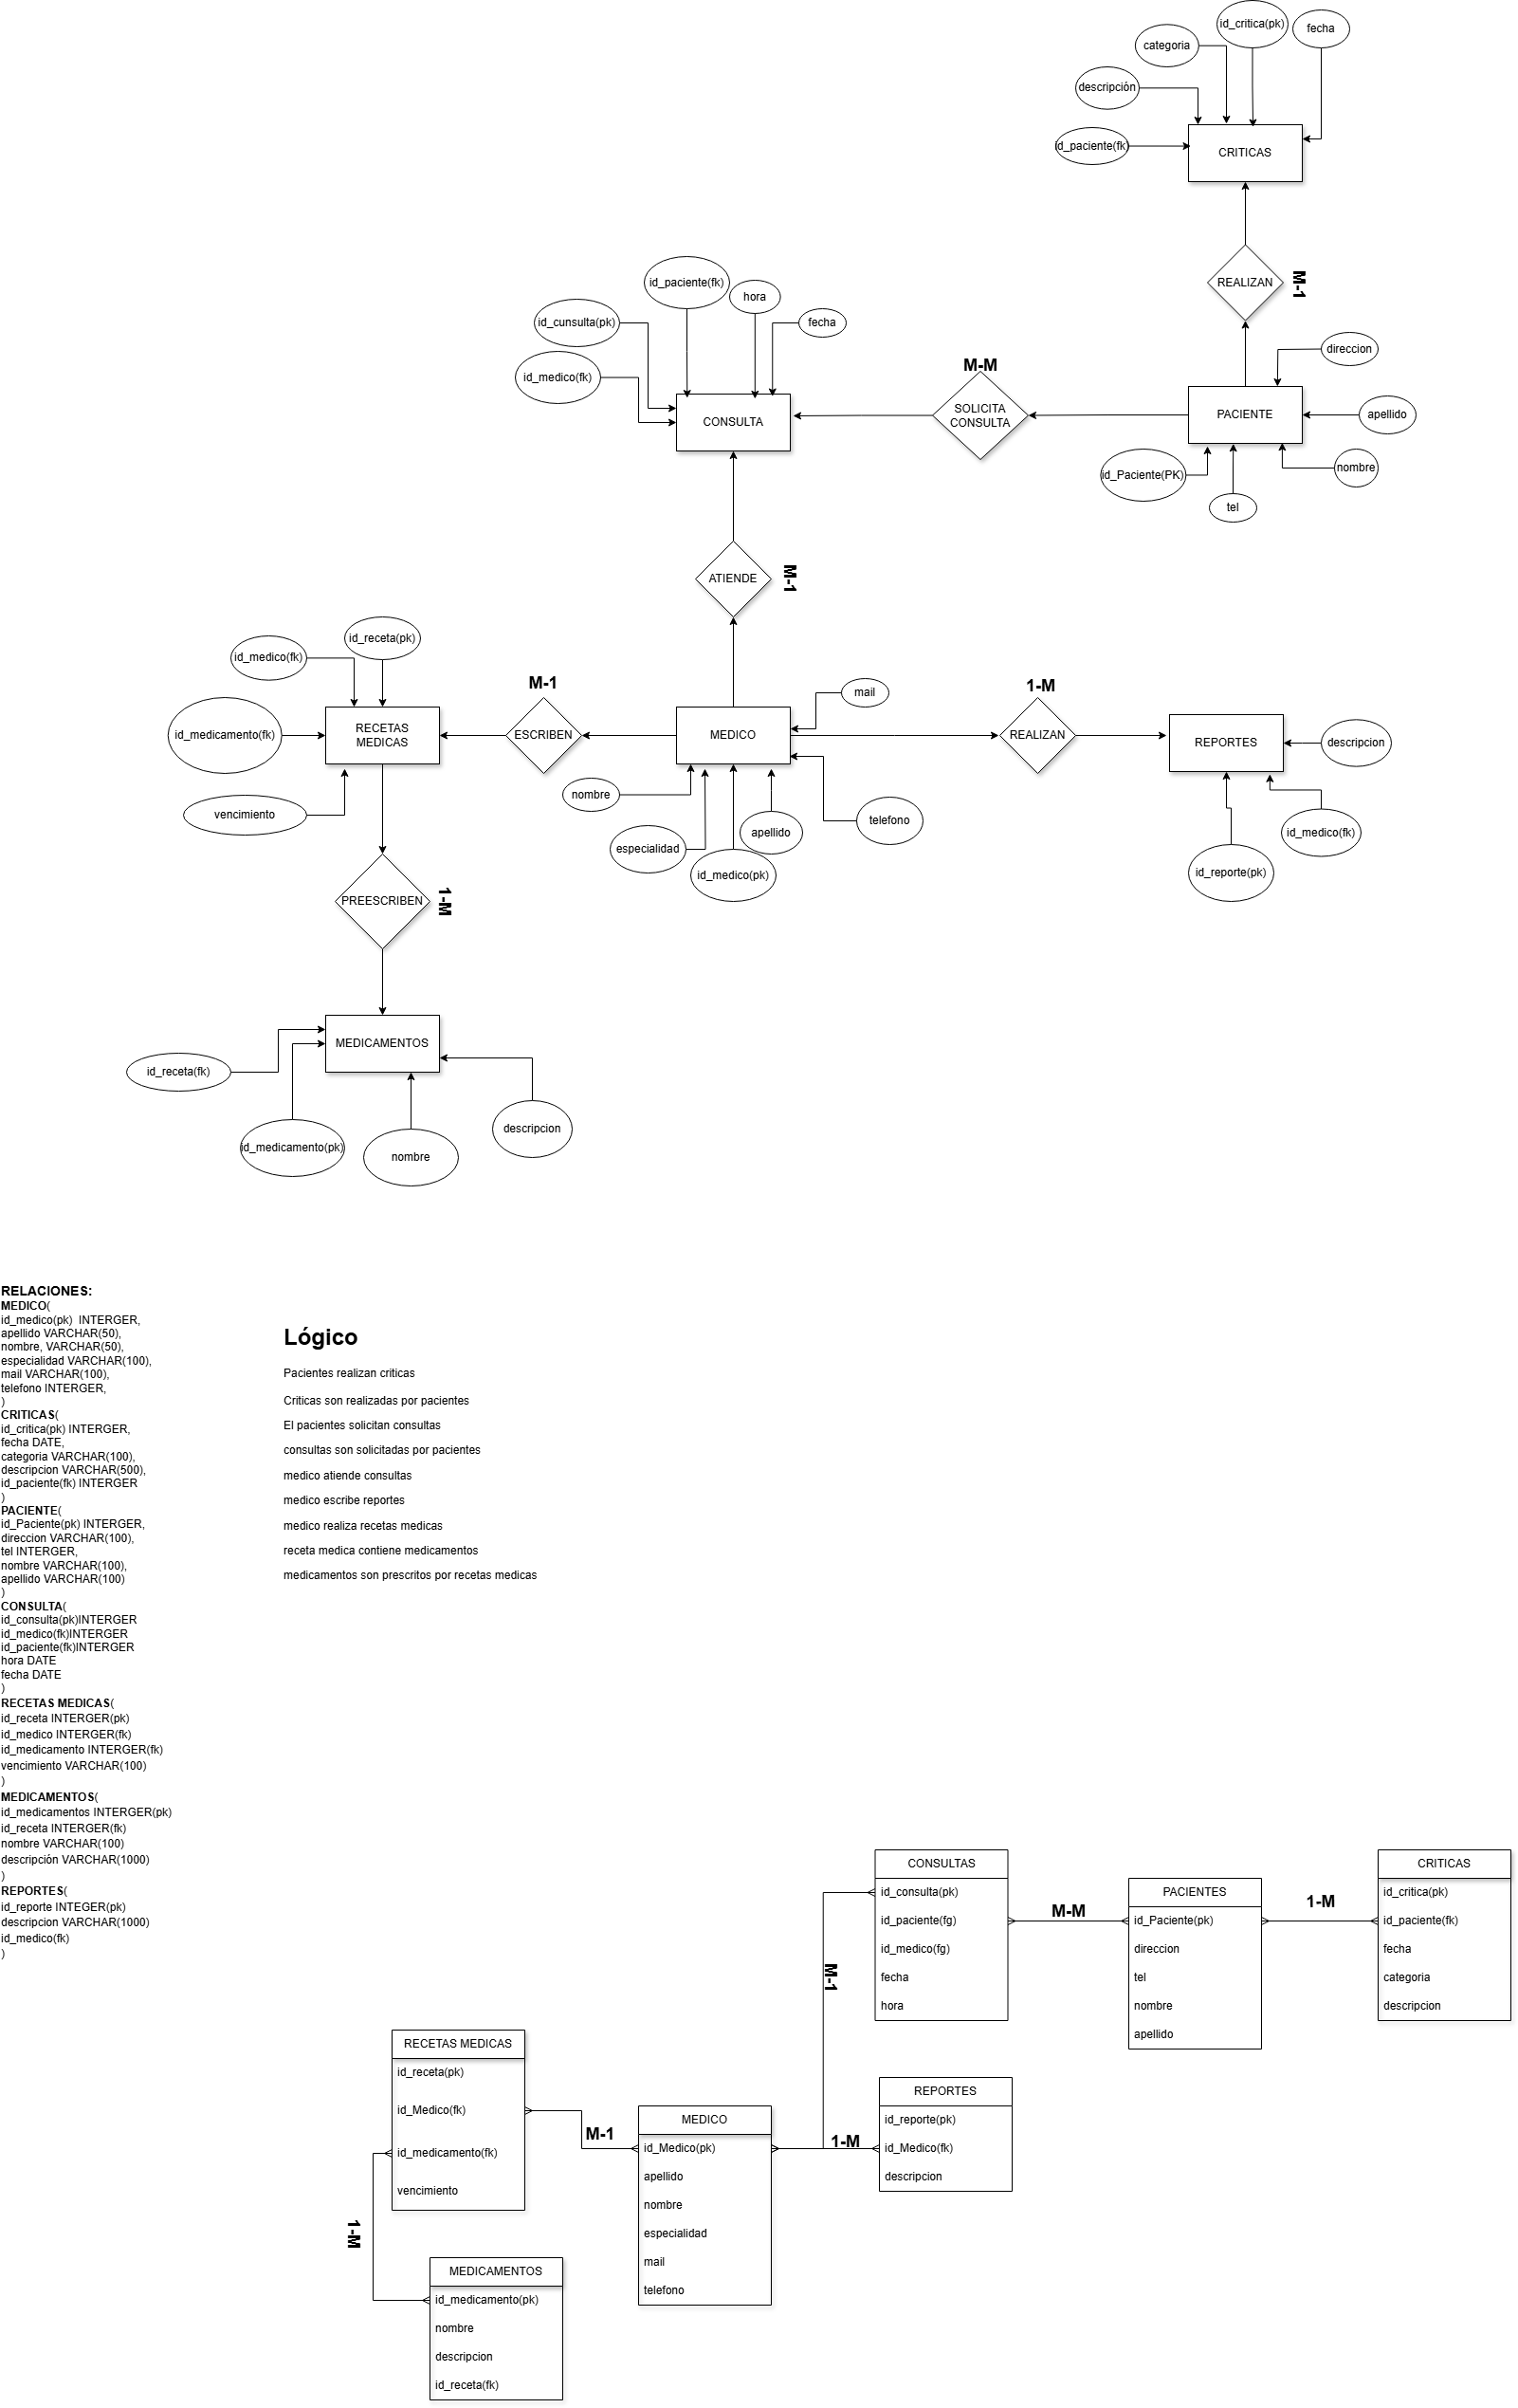 id_critica(pk)
fecha
categoria
descripción
id_paciente(fk)
CRITICAS
REALIZAN
M-1
id_paciente(fk)
hora
id_cunsulta(pk)
fecha
id_medico(fk)
CONSULTA
M-M
SOLICITA
CONSULTA
direccion
PACIENTE
apellido
id_Paciente(PK)
nombre
tel
ATIENDE
M-1
id_receta(pk)
id_medico(fk)
id_medicamento(fk)
RECETAS
MEDICAS
vencimiento
M-1
ESCRIBEN
MEDICO
mail
1-M
REALIZAN
REPORTES
descripcion
nombre
especialidad
apellido
telefono
id_medico(pk)
id_medico(fk)
id_reporte(pk)
PREESCRIBEN
1-M
MEDICAMENTOS
id_receta(fk)
id_medicamento(pk)
nombre
descripcion
RELACIONES:
MEDICO(
id_medico(pk) INTERGER,
apellido VARCHAR(50),
nombre, VARCHAR(50),
especialidad VARCHAR(100),
mail VARCHAR(100),
telefono INTERGER,
)
CRITICAS(
id_critica(pk) INTERGER,
fecha DATE,
categoria VARCHAR(100),
descripcion VARCHAR(500),
id_paciente(fk) INTERGER
)
PACIENTE(
id_Paciente(pk) INTERGER,
direccion VARCHAR(100),
tel INTERGER,
nombre VARCHAR(100),
apellido VARCHAR(100)
)
CONSULTA(
id_consulta(pk)INTERGER
id_medico(fk)INTERGER
id_paciente(fk)INTERGER
hora DATE
fecha DATE
)
RECETAS MEDICAS(
id_receta INTERGER(pk)
id_medico INTERGER(fk)
id_medicamento INTERGER(fk)
vencimiento VARCHAR(100)
)
MEDICAMENTOS(
id_medicamentos INTERGER(pk)
id_receta INTERGER(fk)
nombre VARCHAR(100)
descripción VARCHAR(1000)
)
REPORTES(
id_reporte INTEGER(pk)
descripcion VARCHAR(1000)
id_medico(fk)
)
Lógico
Pacientes realizan criticas
Criticas son realizadas por pacientes
El pacientes solicitan consultas
consultas son solicitadas por pacientes
medico atiende consultas
medico escribe reportes
medico realiza recetas medicas
receta medica contiene medicamentos
medicamentos son prescritos por recetas medicas
CONSULTAS
id_consulta(pk)
id_paciente(fg)
id_medico(fg)
fecha
hora
M-M
PACIENTES
id_Paciente(pk)
direccion
tel
nombre
apellido
1-M
CRITICAS
id_critica(pk)
id_paciente(fk)
fecha
categoria
descripcion
M-1
RECETAS MEDICAS
id_receta(pk)
id_Medico(fk)
id_medicamento(fk)
vencimiento
M-1
MEDICO
id_Medico(pk)
apellido
nombre
especialidad
mail
telefono
1-M
REPORTES
id_reporte(pk)
id_Medico(fk)
descripcion
1-M
MEDICAMENTOS
id_medicamento(pk)
nombre
descripcion
id_receta(fk)